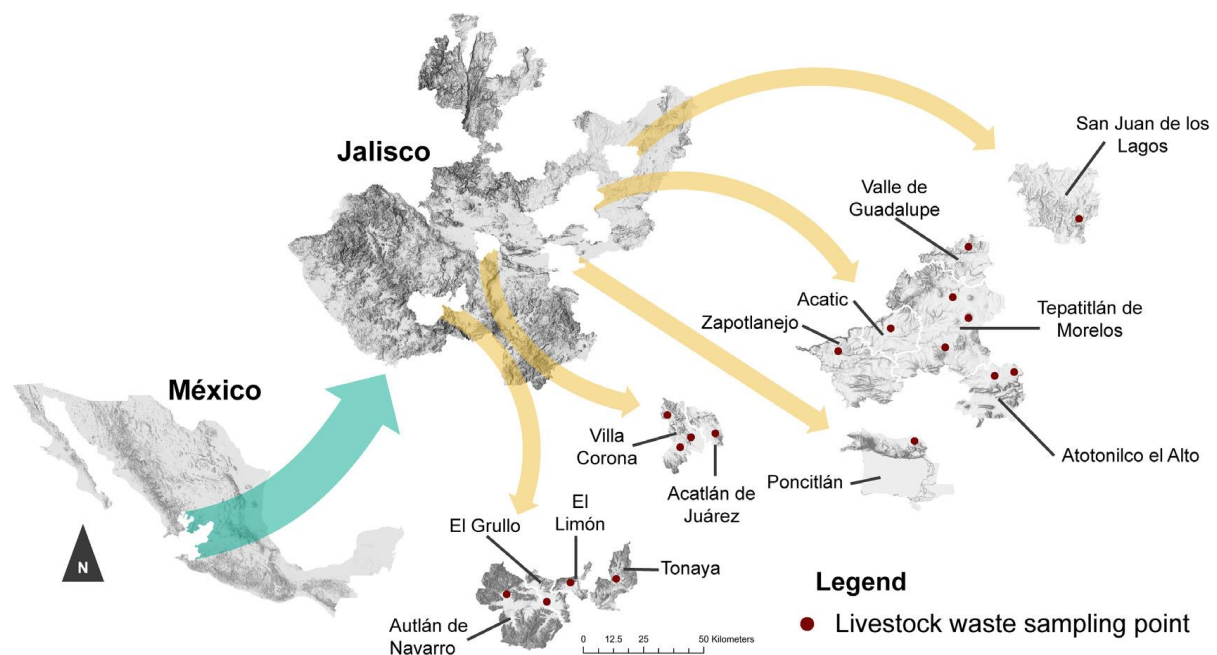 Jalisco
San Juan de los
Lagos
Valle de
Guadalupe
Acatic
Zapotlanejo
Tepatitlán de
Morelos
México
Villa
Corona
Acatlán de
Juárez
Poncitlán
Atotonilco el Alto
El Grullo
El
Limón
Tonaya
Autlán de
Navarro
N
0 12.5 25 50 Kilometers
Legend
Livestock waste sampling point